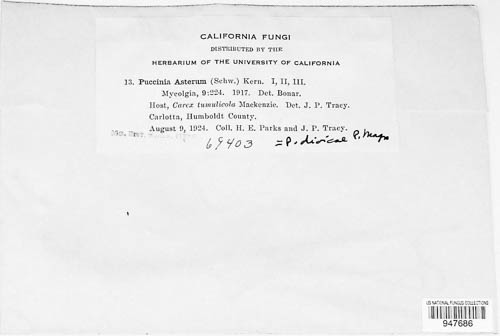 CALIFORNIA FUNGI
DISTRIBUTED BY THE
HERBARIUM OF THE UNIVERSITY OF CALIFORNIA
13. Puccinia Asterum (Schw.) Kern. I, II, III.
Mycolgia, 9:224. 1917. Det. Bonar.
Host, Carex tumulicola Mackenzie. Det. J. P. Tracy.
Carlotta, Humboldt County.
August 9, 1924. Coll. H. E. Parks and J. P. Tracy.
69403 = P. dioicae P. Magn
US NATIONAL FUNGUS COLLECTIONS
947686